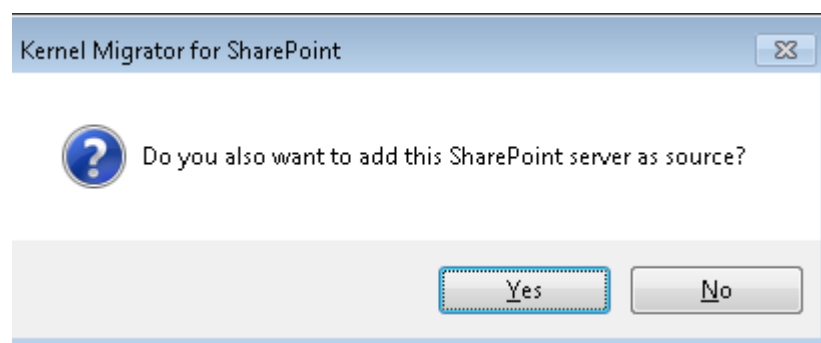 Kernel Migrator for SharePoint
Do you also want to add this SharePoint server as source?
Yes
No